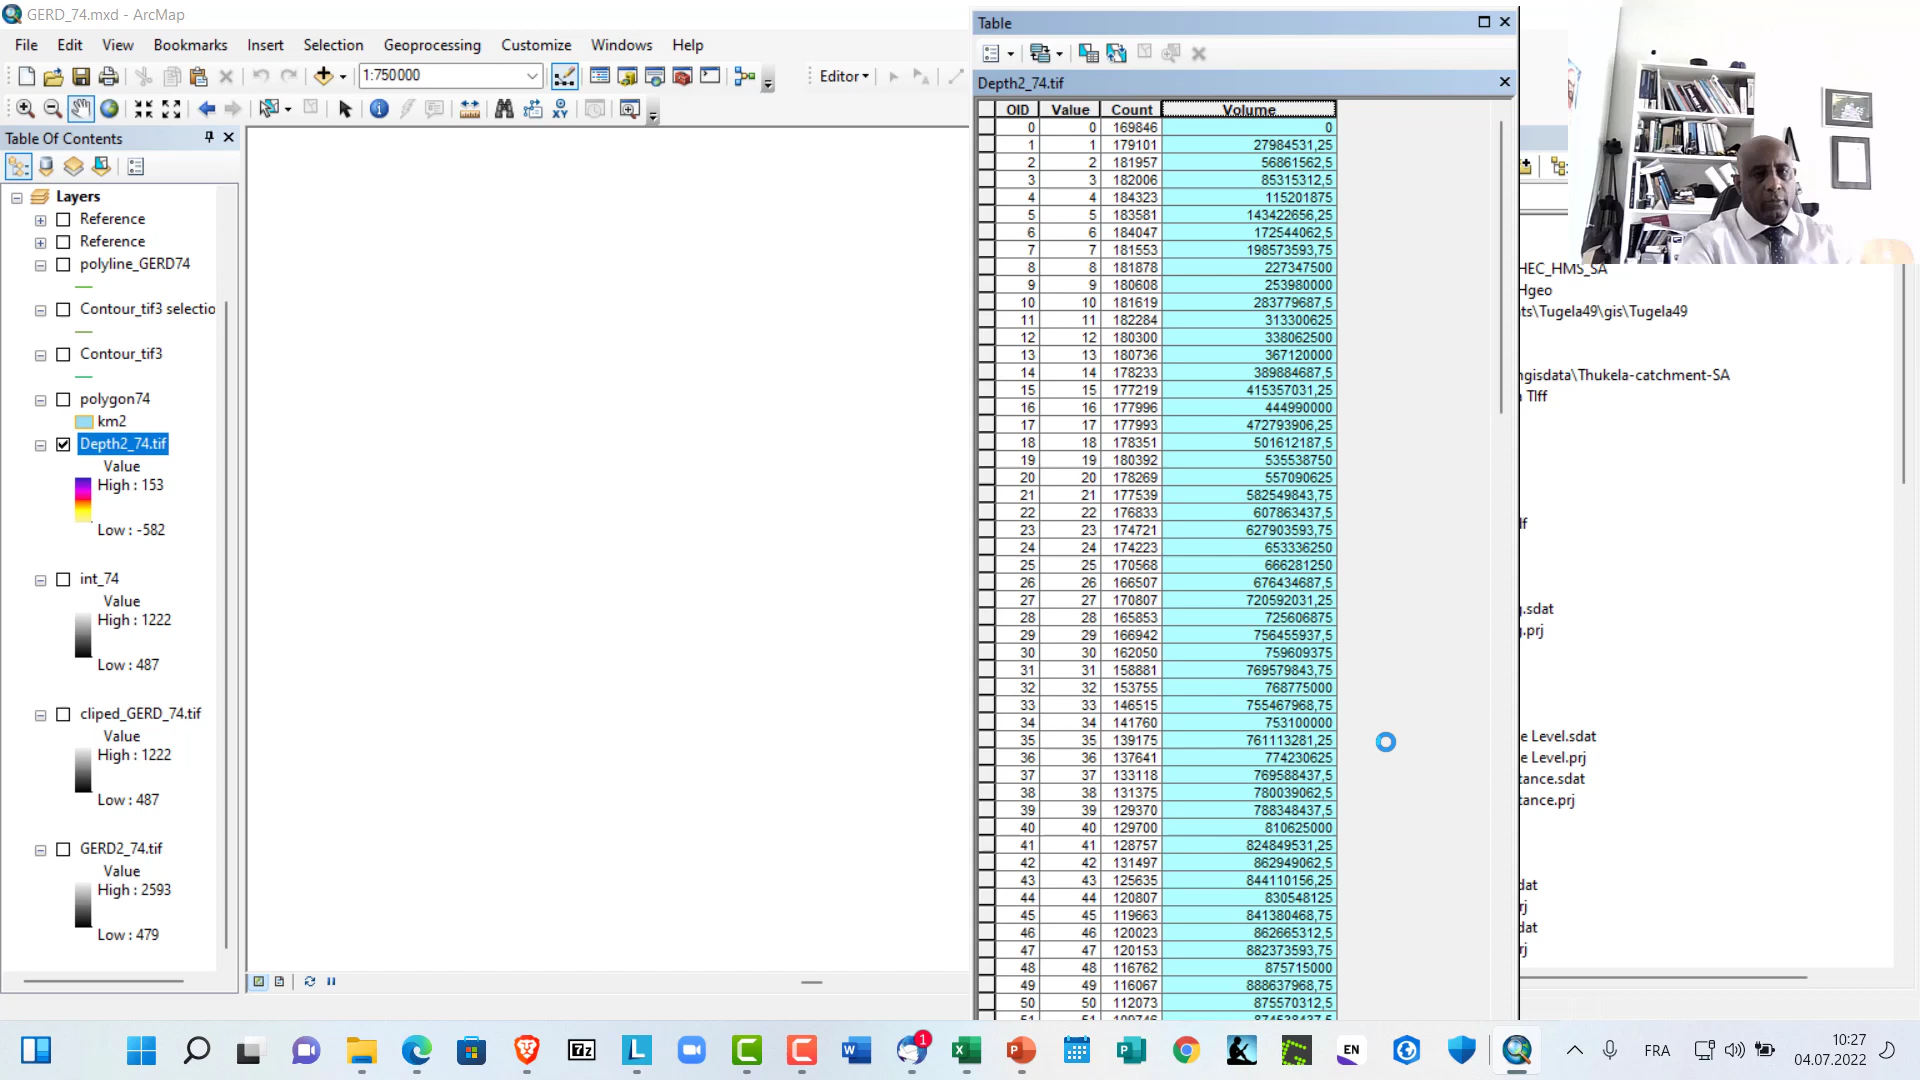 GERD_74.mxd - ArcMap
File Edit View Bookmarks Insert Selection Geoprocessing Customize Windows Help
1:750000
Editor
Table Of Contents
Layers
Reference
Reference
polyline_GERD74
Contour_tif3 selectio
Contour_tif3
polygon74
km2
Depth2_74.tif
Value
High : 153
Low : -582
int_74
Value
High : 1222
Low : 487
cliped_GERD_74.tif
Value
High : 1222
Low : 487
GERD2_74.tif
Value
High : 2593
Low : 479
Table
Depth2_74.tif
OID Value Count Volume
0 0 169846 0
1 1 179101 27984531,25
2 2 181957 56861562,5
3 3 182006 85315312,5
4 4 184323 115201875
5 5 183581 143422656,25
6 6 184047 172544062,5
7 7 181553 198573593,75
8 8 181878 227347500
9 9 180608 253980000
10 10 181619 283779687,5
11 11 182284 313300625
12 12 180300 338062500
13 13 180736 367120000
14 14 178233 389884687,5
15 15 177219 415357031,25
16 16 177996 444990000
17 17 177993 472793906,25
18 18 178351 501612187,5
19 19 180392 535538750
20 20 178269 557090625
21 21 177539 582549843,75
22 22 176833 607863437,5
23 23 174721 627903593,75
24 24 174223 653336250
25 25 170568 666281250
26 26 166507 676434687,5
27 27 170807 720592031,25
28 28 165853 725606875
29 29 166942 756455937,5
30 30 162050 759609375
31 31 158881 769579843,75
32 32 153755 768775000
33 33 146515 755467968,75
34 34 141760 753100000
35 35 139175 761113281,25
36 36 137641 774230625
37 37 133118 769588437,5
38 38 131375 780039062,5
39 39 129370 788348437,5
40 40 129700 810625000
41 41 128757 824849531,25
42 42 131497 862949062,5
43 43 125635 844110156,25
44 44 120807 830548125
45 45 119663 841380468,75
46 46 120023 862665312,5
47 47 120153 882373593,75
48 48 116762 875715000
49 49 116067 888637968,75
50 50 112073 875570312,5
51 51 109746 874538437,5
HEC_HMS_SA
Hgeo
ts\Tugela49\gis\Tugela49
ngisdata\Thukela-catchment-SA
TIff
lf
.sdat
.prj
e Level.sdat
e Level.prj
tance.sdat
tance.prj
dat
rj
dat
rj
7z
L
1
EN
FRA
10:27
04.07.2022